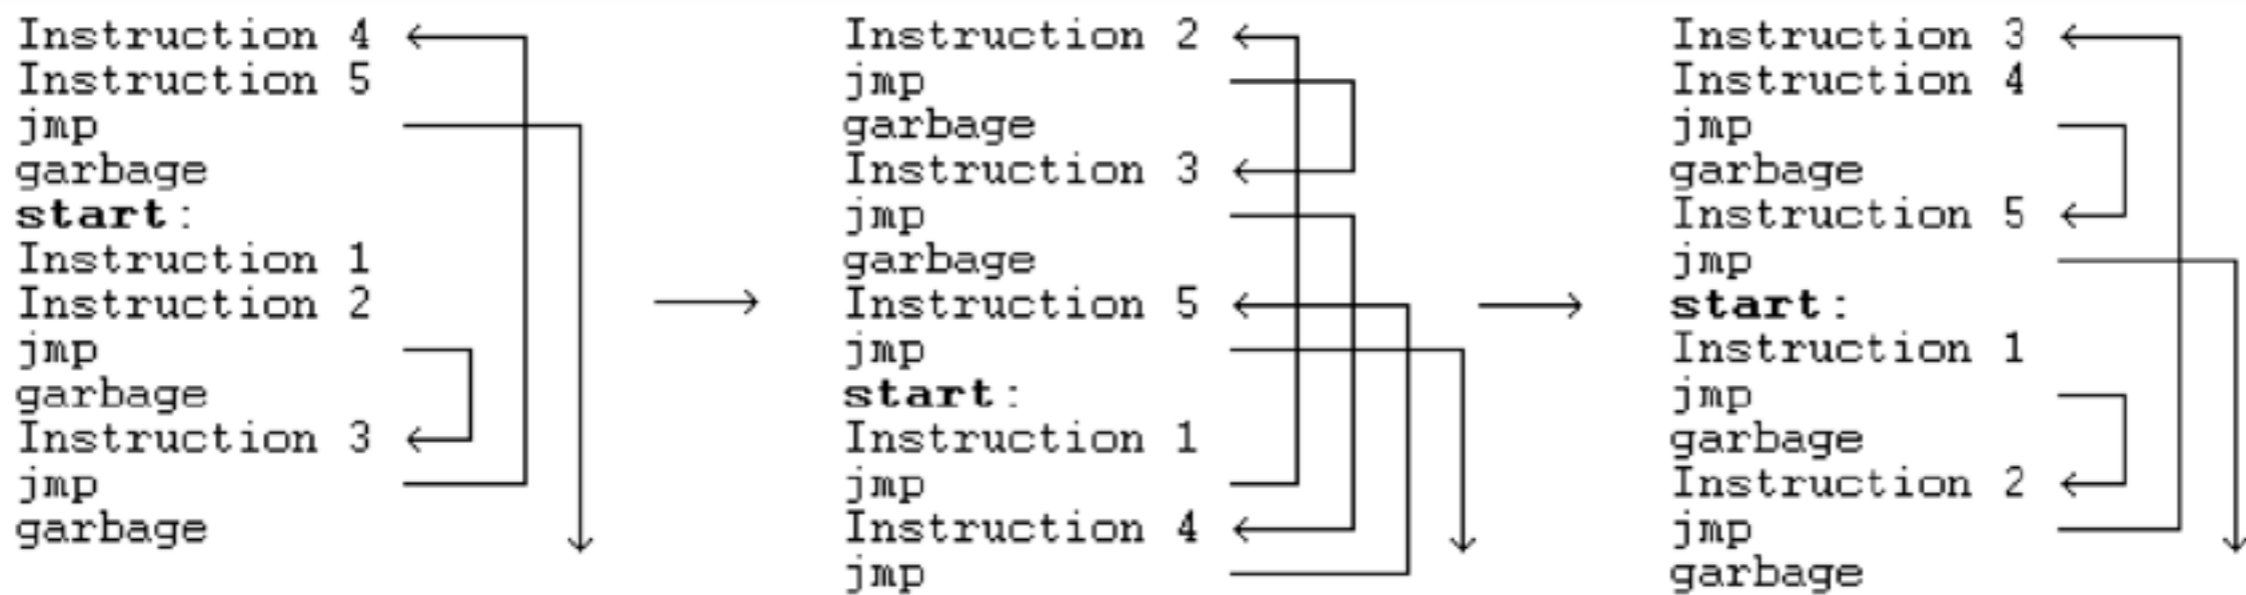 Instruction 4
Instruction 5
jmp
garbage
start:
Instruction 1
Instruction 2
jmp
garbage
Instruction 3
jmp
garbage
Instruction 2
jmp
garbage
Instruction 3
jmp
garbage
Instruction 5
jmp
start:
Instruction 1
jmp
Instruction 4
jmp
Instruction 3
Instruction 4
jmp
garbage
Instruction 5
jmp
start:
Instruction 1
jmp
garbage
Instruction 2
jmp
garbage